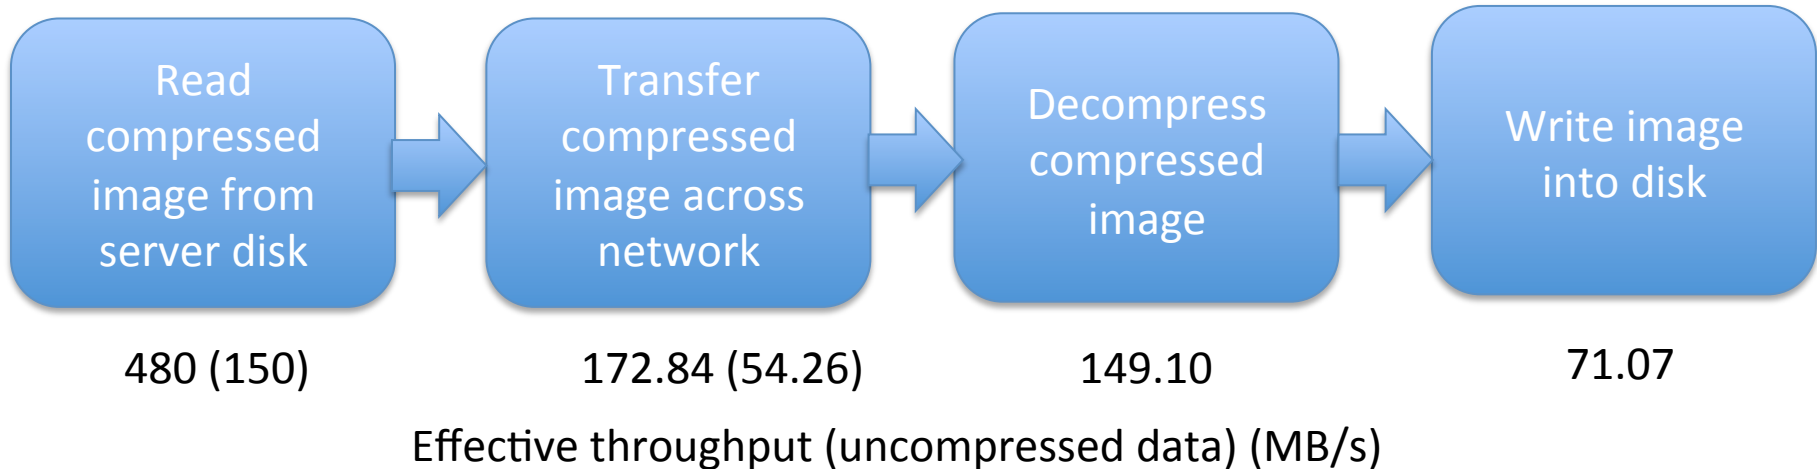 Read
compressed
image from
server disk
Transfer
compressed
image across
network
Decompress
compressed
image
Write image
into disk
480 (150)
172.84 (54.26)
149.10
71.07
Effective throughput (uncompressed data) (MB/s)